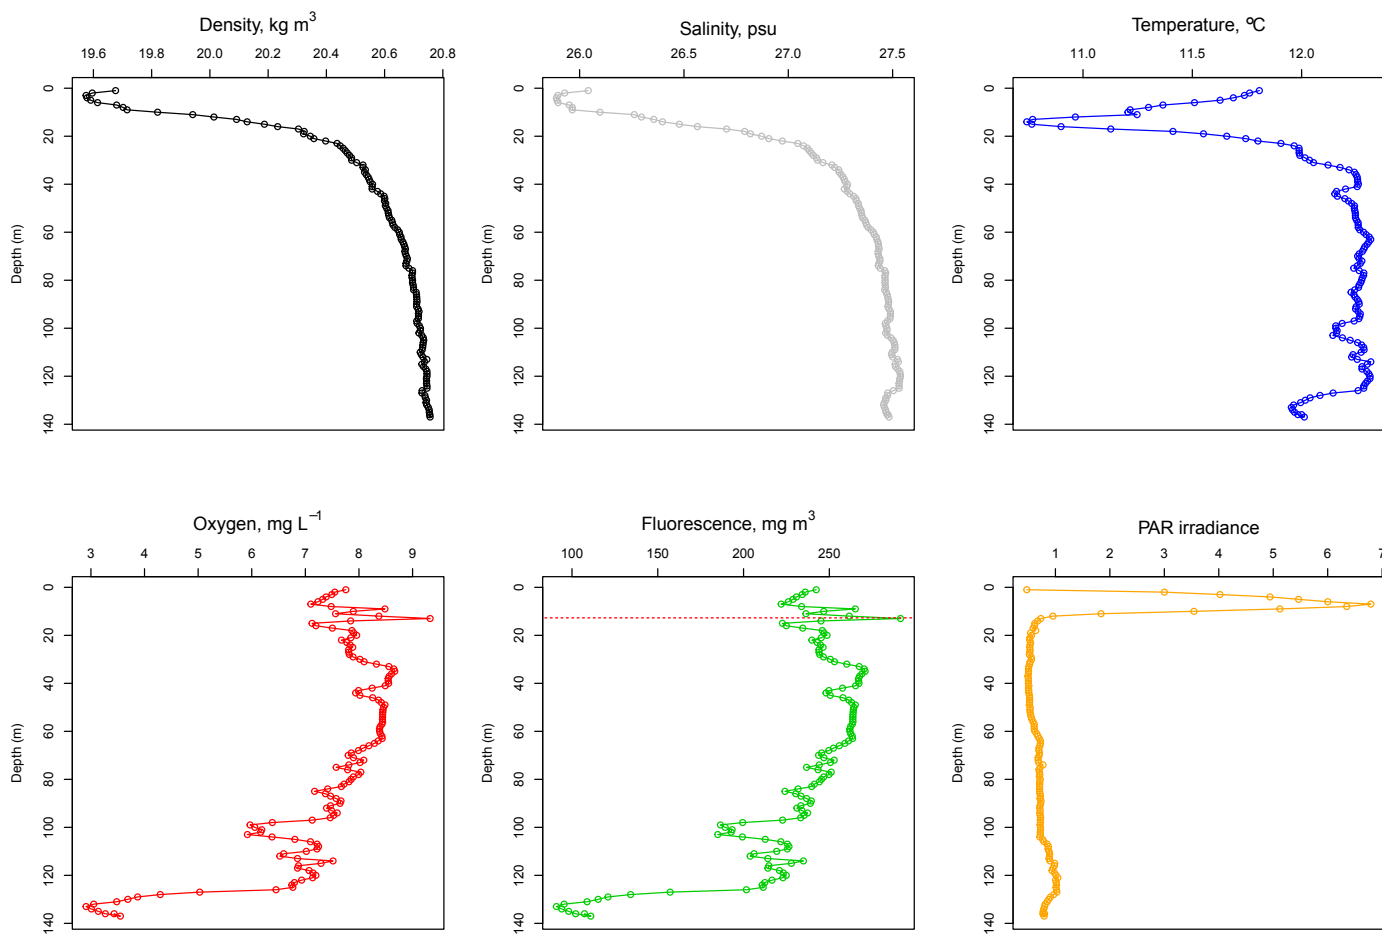 Density, kg m³
19.6 19.8 20.0 20.2 20.4 20.6 20.8
Depth (m)
0 20 40 60 80 100 120 140
Salinity, psu
26.0 26.5 27.0 27.5
Depth (m)
0 20 40 60 80 100 120 140
Temperature, ºC
11.0 11.5 12.0
Depth (m)
0 20 40 60 80 100 120 140
Oxygen, mg L⁻¹
3 4 5 6 7 8 9
Depth (m)
0 20 40 60 80 100 120 140
Fluorescence, mg m³
100 200 250
Depth (m)
0 20 40 60 80 100 120 140
PAR irradiance
1 2 3 4 5 6 7
Depth (m)
0 20 40 60 80 100 120 140